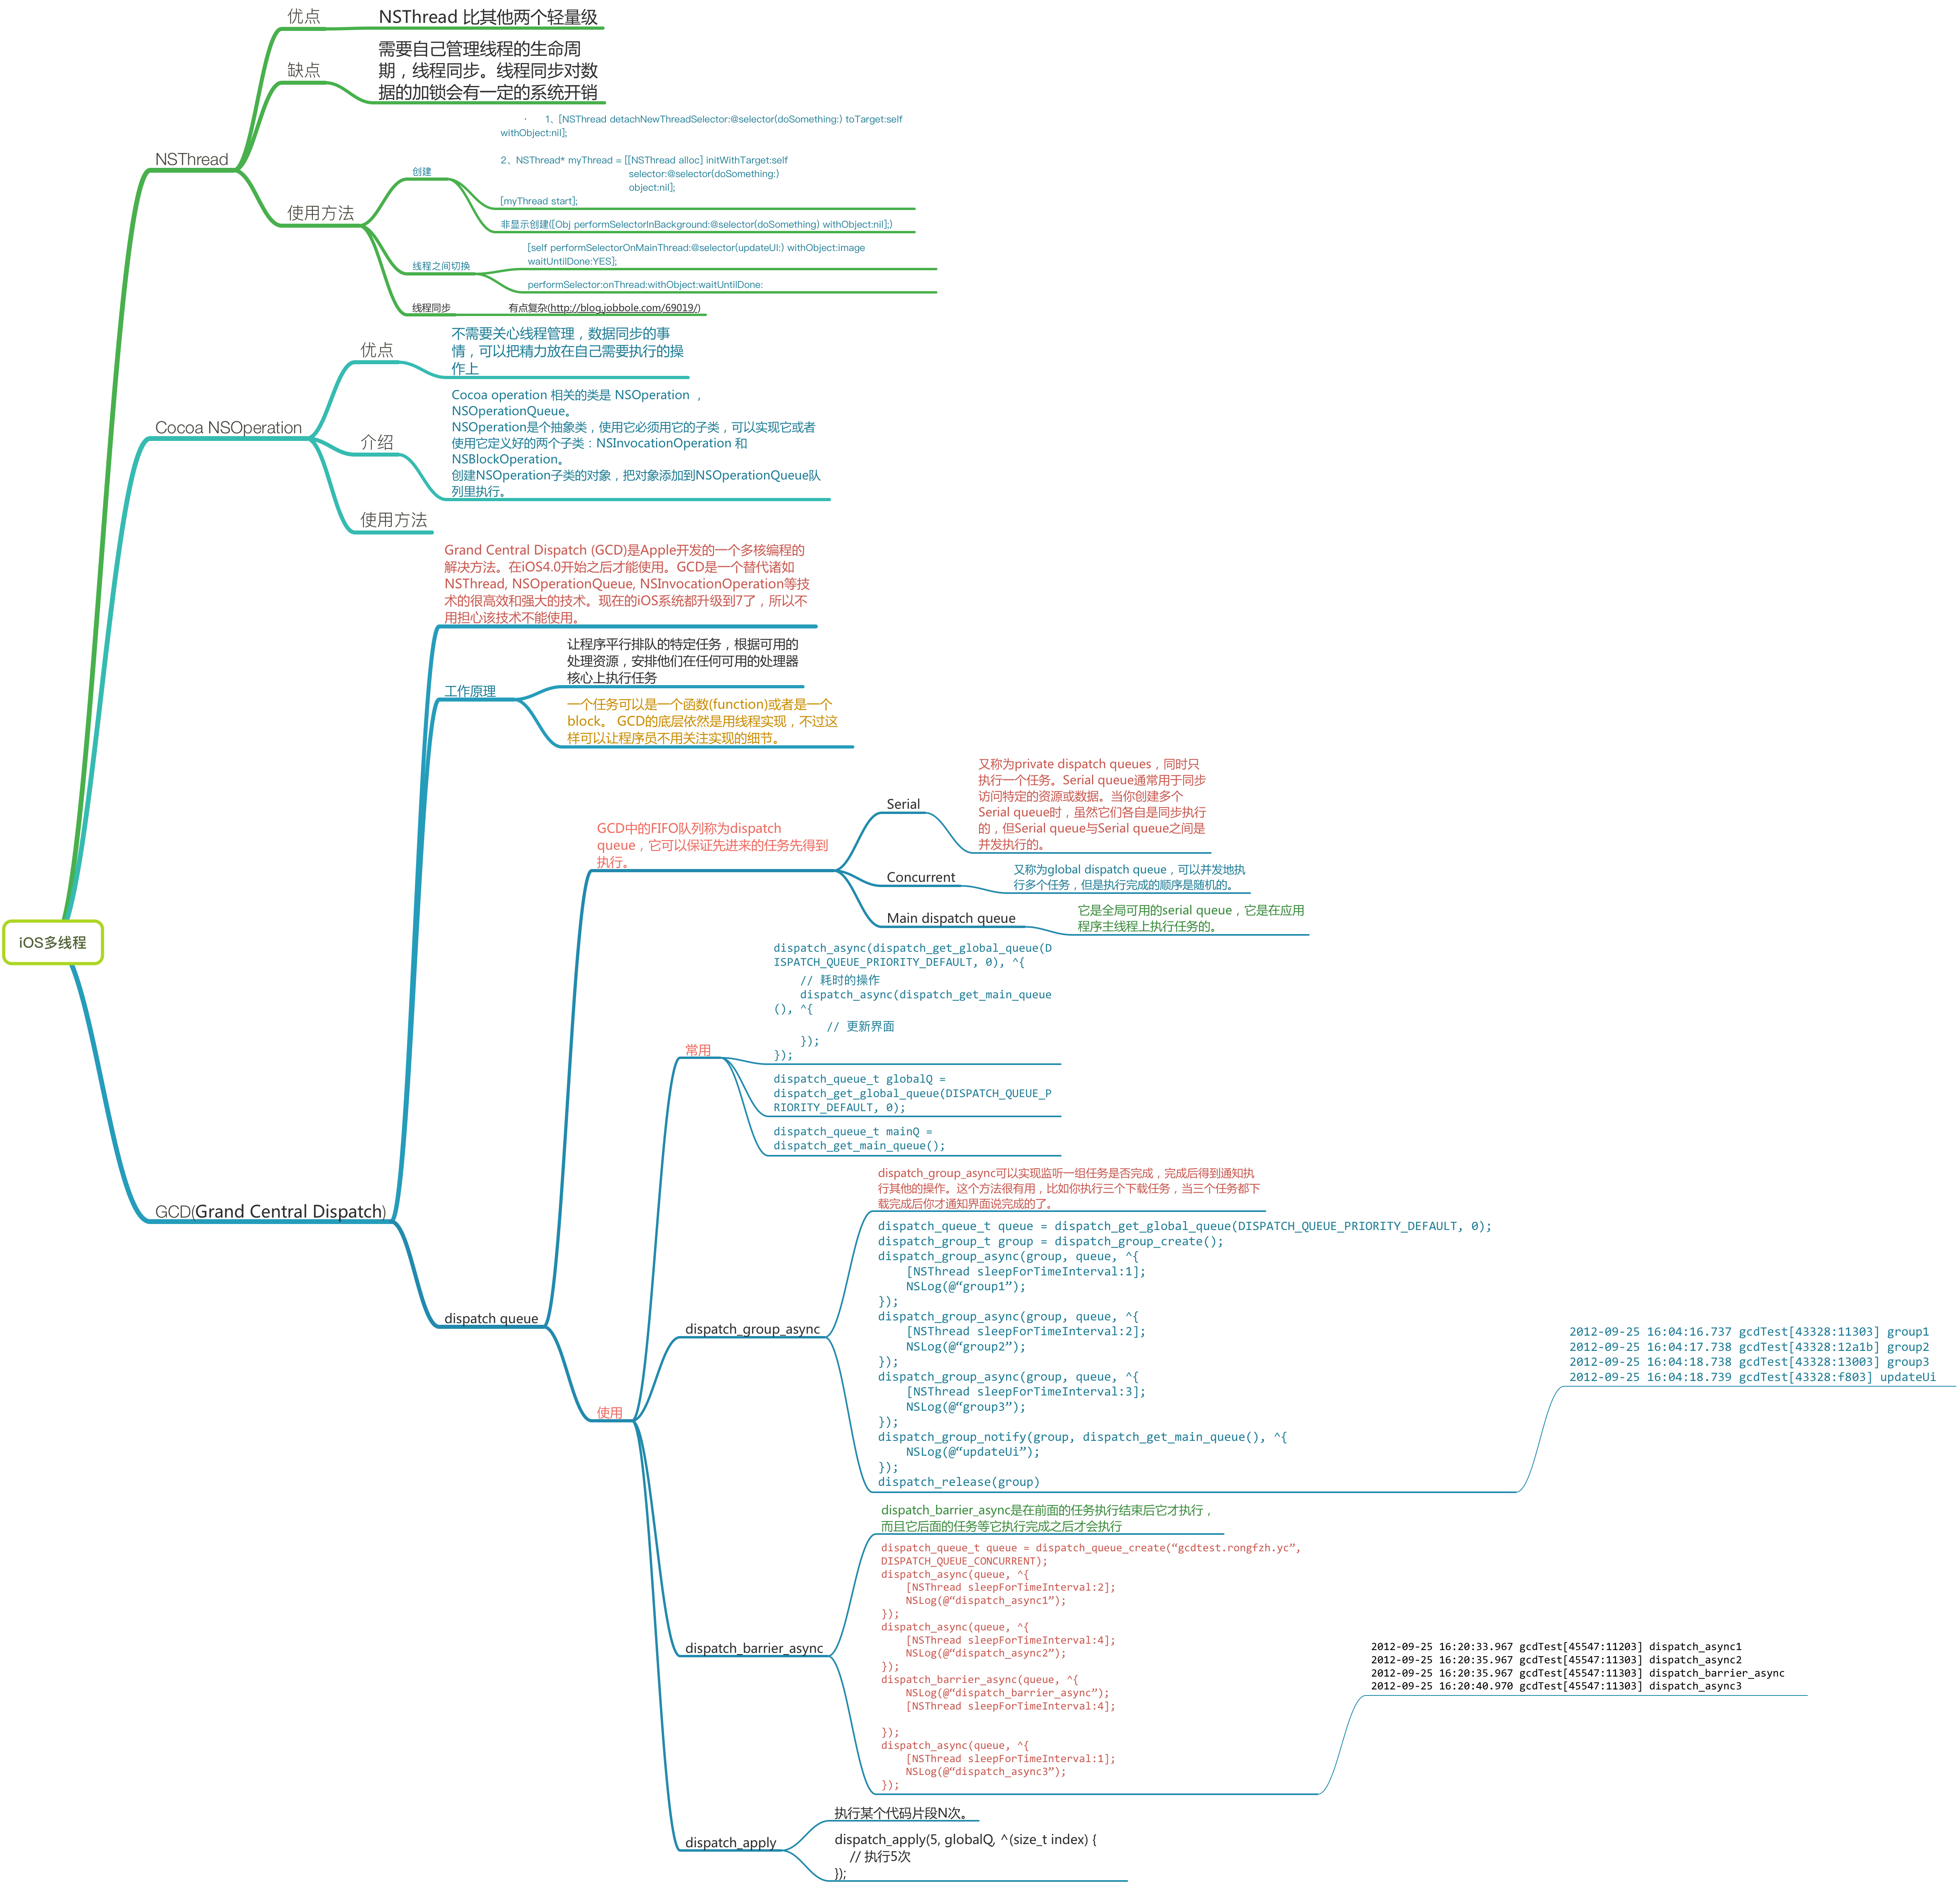 iOS多线程
NSThread
优点
NSThread 比其他两个轻量级
缺点
需要自己管理线程的生命周
期，线程同步。线程同步对数
据的加锁会有一定的系统开销
使用方法
创建
· 1、[NSThread detachNewThreadSelector:@selector(doSomething:) toTarget:self
withObject:nil];
2、NSThread* myThread = [[NSThread alloc] initWithTarget:self
selector:@selector(doSomething:)
object:nil];
[myThread start];
非显示创建([Obj performSelectorInBackground:@selector(doSomething) withObject:nil];)
线程之间切换
[self performSelectorOnMainThread:@selector(updateUI:) withObject:image
waitUntilDone:YES];
performSelector:onThread:withObject:waitUntilDone:
线程同步
有点复杂(http://blog.jobbole.com/69019/)
Cocoa NSOperation
优点
不需要关心线程管理，数据同步的事
情，可以把精力放在自己需要执行的操
作上
介绍
Cocoa operation 相关的类是 NSOperation ，
NSOperationQueue。
NSOperation是个抽象类，使用它必须用它的子类，可以实现它或者
使用它定义好的两个子类：NSInvocationOperation 和
NSBlockOperation。
创建NSOperation子类的对象，把对象添加到NSOperationQueue队
列里执行。
使用方法
GCD(Grand Central Dispatch)
Grand Central Dispatch (GCD)是Apple开发的一个多核编程的
解决方法。在iOS4.0开始之后才能使用。GCD是一个替代诸如
NSThread, NSOperationQueue, NSInvocationOperation等技
术的很高效和强大的技术。现在的iOS系统都升级到7了，所以不
用担心该技术不能使用。
工作原理
让程序平行排队的特定任务，根据可用的
处理资源，安排他们在任何可用的处理器
核心上执行任务
一个任务可以是一个函数(function)或者是一个
block。 GCD的底层依然是用线程实现，不过这
样可以让程序员不用关注实现的细节。
dispatch queue
GCD中的FIFO队列称为dispatch
queue，它可以保证先进来的任务先得到
执行。
Serial
又称为private dispatch queues，同时只
执行一个任务。Serial queue通常用于同步
访问特定的资源或数据。当你创建多个
Serial queue时，虽然它们各自是同步执行
的，但Serial queue与Serial queue之间是
并发执行的。
Concurrent
又称为global dispatch queue，可以并发地执
行多个任务，但是执行完成的顺序是随机的。
Main dispatch queue
它是全局可用的serial queue，它是在应用
程序主线程上执行任务的。
使用
常用
dispatch_async(dispatch_get_global_queue(D
ISPATCH_QUEUE_PRIORITY_DEFAULT, 0), ^{
// 耗时的操作
dispatch_async(dispatch_get_main_queue
(), ^{
// 更新界面
});
});
dispatch_queue_t globalQ =
dispatch_get_global_queue(DISPATCH_QUEUE_P
RIORITY_DEFAULT, 0);
dispatch_queue_t mainQ =
dispatch_get_main_queue();
dispatch_group_async
dispatch_group_async可以实现监听一组任务是否完成，完成后得到通知执
行其他的操作。这个方法很有用，比如你执行三个下载任务，当三个任务都下
载完成后你才通知界面说完成的了。
dispatch_queue_t queue = dispatch_get_global_queue(DISPATCH_QUEUE_PRIORITY_DEFAULT, 0);
dispatch_group_t group = dispatch_group_create();
dispatch_group_async(group, queue, ^{
[NSThread sleepForTimeInterval:1];
NSLog(@“group1”);
});
dispatch_group_async(group, queue, ^{
[NSThread sleepForTimeInterval:2];
NSLog(@“group2”);
});
dispatch_group_async(group, queue, ^{
[NSThread sleepForTimeInterval:3];
NSLog(@“group3”);
});
dispatch_group_notify(group, dispatch_get_main_queue(), ^{
NSLog(@“updateUi”);
});
dispatch_release(group)
2012-09-25 16:04:16.737 gcdTest[43328:11303] group1
2012-09-25 16:04:17.738 gcdTest[43328:12a1b] group2
2012-09-25 16:04:18.738 gcdTest[43328:13003] group3
2012-09-25 16:04:18.739 gcdTest[43328:f803] updateUi
dispatch_barrier_async
dispatch_barrier_async是在前面的任务执行结束后它才执行，
而且它后面的任务等它执行完成之后才会执行
dispatch_queue_t queue = dispatch_queue_create(“gcdtest.rongfzh.yc”,
DISPATCH_QUEUE_CONCURRENT);
dispatch_async(queue, ^{
[NSThread sleepForTimeInterval:2];
NSLog(@“dispatch_async1”);
});
dispatch_async(queue, ^{
[NSThread sleepForTimeInterval:4];
NSLog(@“dispatch_async2”);
});
dispatch_barrier_async(queue, ^{
NSLog(@“dispatch_barrier_async”);
[NSThread sleepForTimeInterval:4];
});
dispatch_async(queue, ^{
[NSThread sleepForTimeInterval:1];
NSLog(@“dispatch_async3”);
});
2012-09-25 16:20:33.967 gcdTest[45547:11203] dispatch_async1
2012-09-25 16:20:35.967 gcdTest[45547:11303] dispatch_async2
2012-09-25 16:20:35.967 gcdTest[45547:11303] dispatch_barrier_async
2012-09-25 16:20:40.970 gcdTest[45547:11303] dispatch_async3
dispatch_apply
执行某个代码片段N次。
dispatch_apply(5, globalQ, ^(size_t index) {
// 执行5次
});